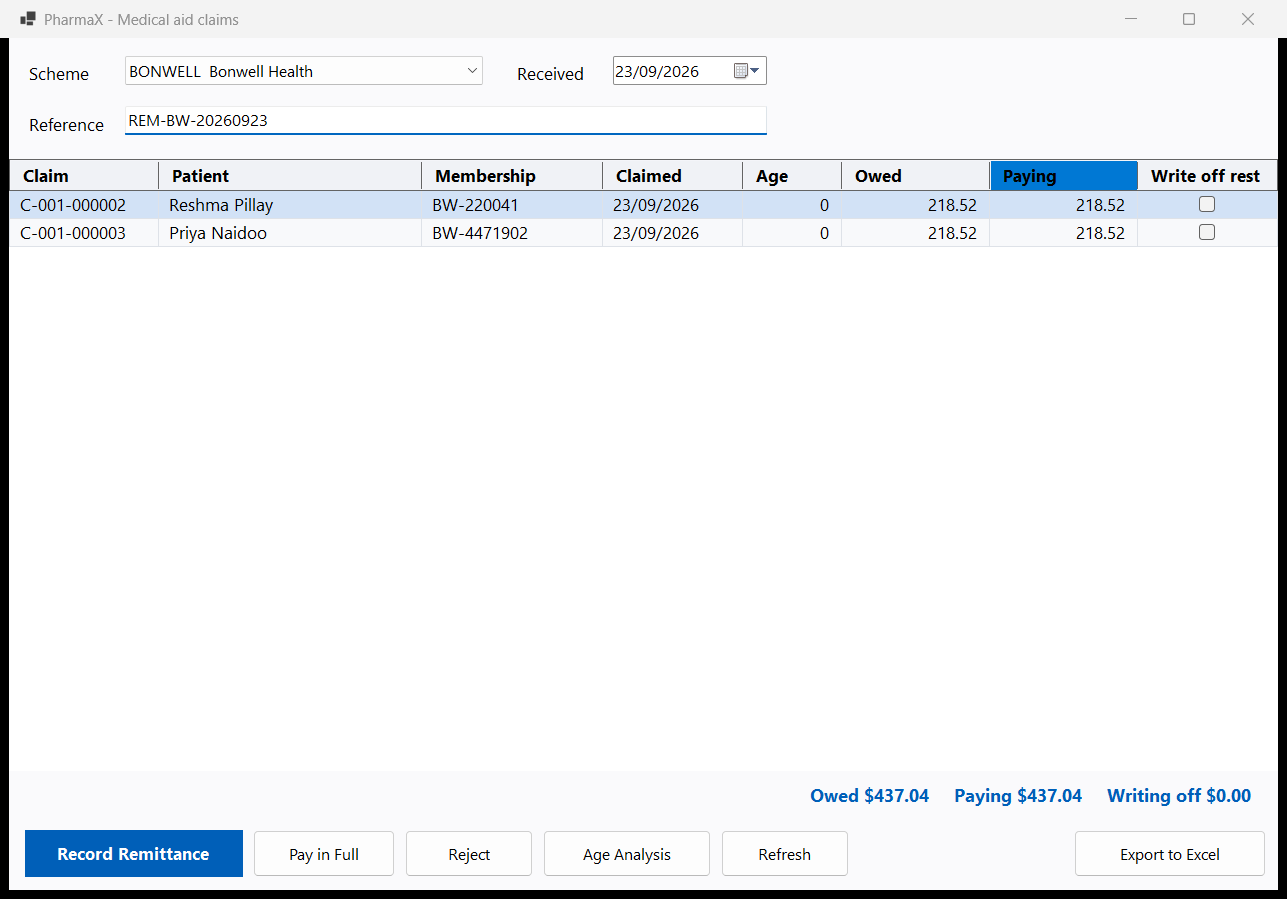 PharmaX - Medical aid claims
Scheme BONWELL  Bonwell Health Received 23/09/2026
Reference REM-BW-20260923
Claim Patient Membership Claimed Age Owed Paying Write off rest
C-001-000002 Reshma Pillay BW-220041 23/09/2026 0 218.52 218.52
C-001-000003 Priya Naidoo BW-4471902 23/09/2026 0 218.52 218.52
Owed $437.04 Paying $437.04 Writing off $0.00
Record Remittance Pay in Full Reject Age Analysis Refresh Export to Excel